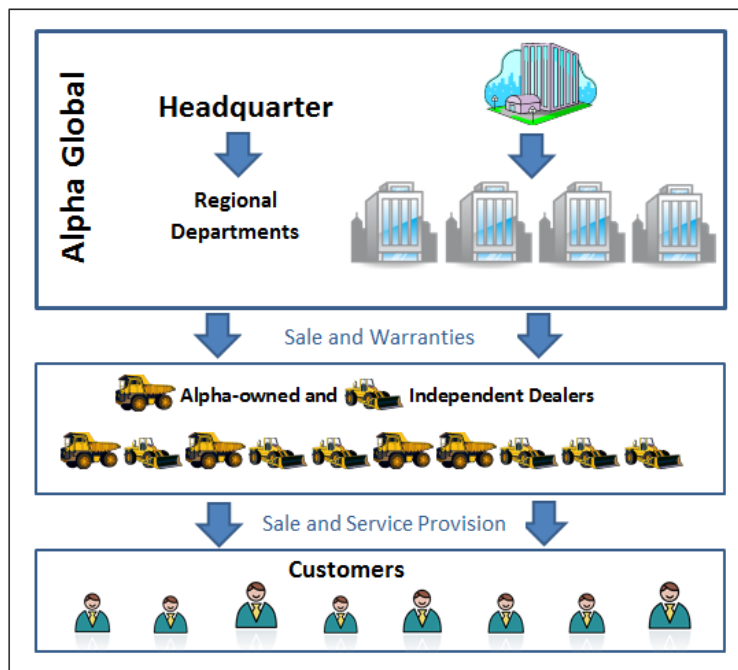 Alpha Global
Headquarter
Regional
Departments
Sale and Warranties
Alpha-owned and Independent Dealers
Sale and Service Provision
Customers